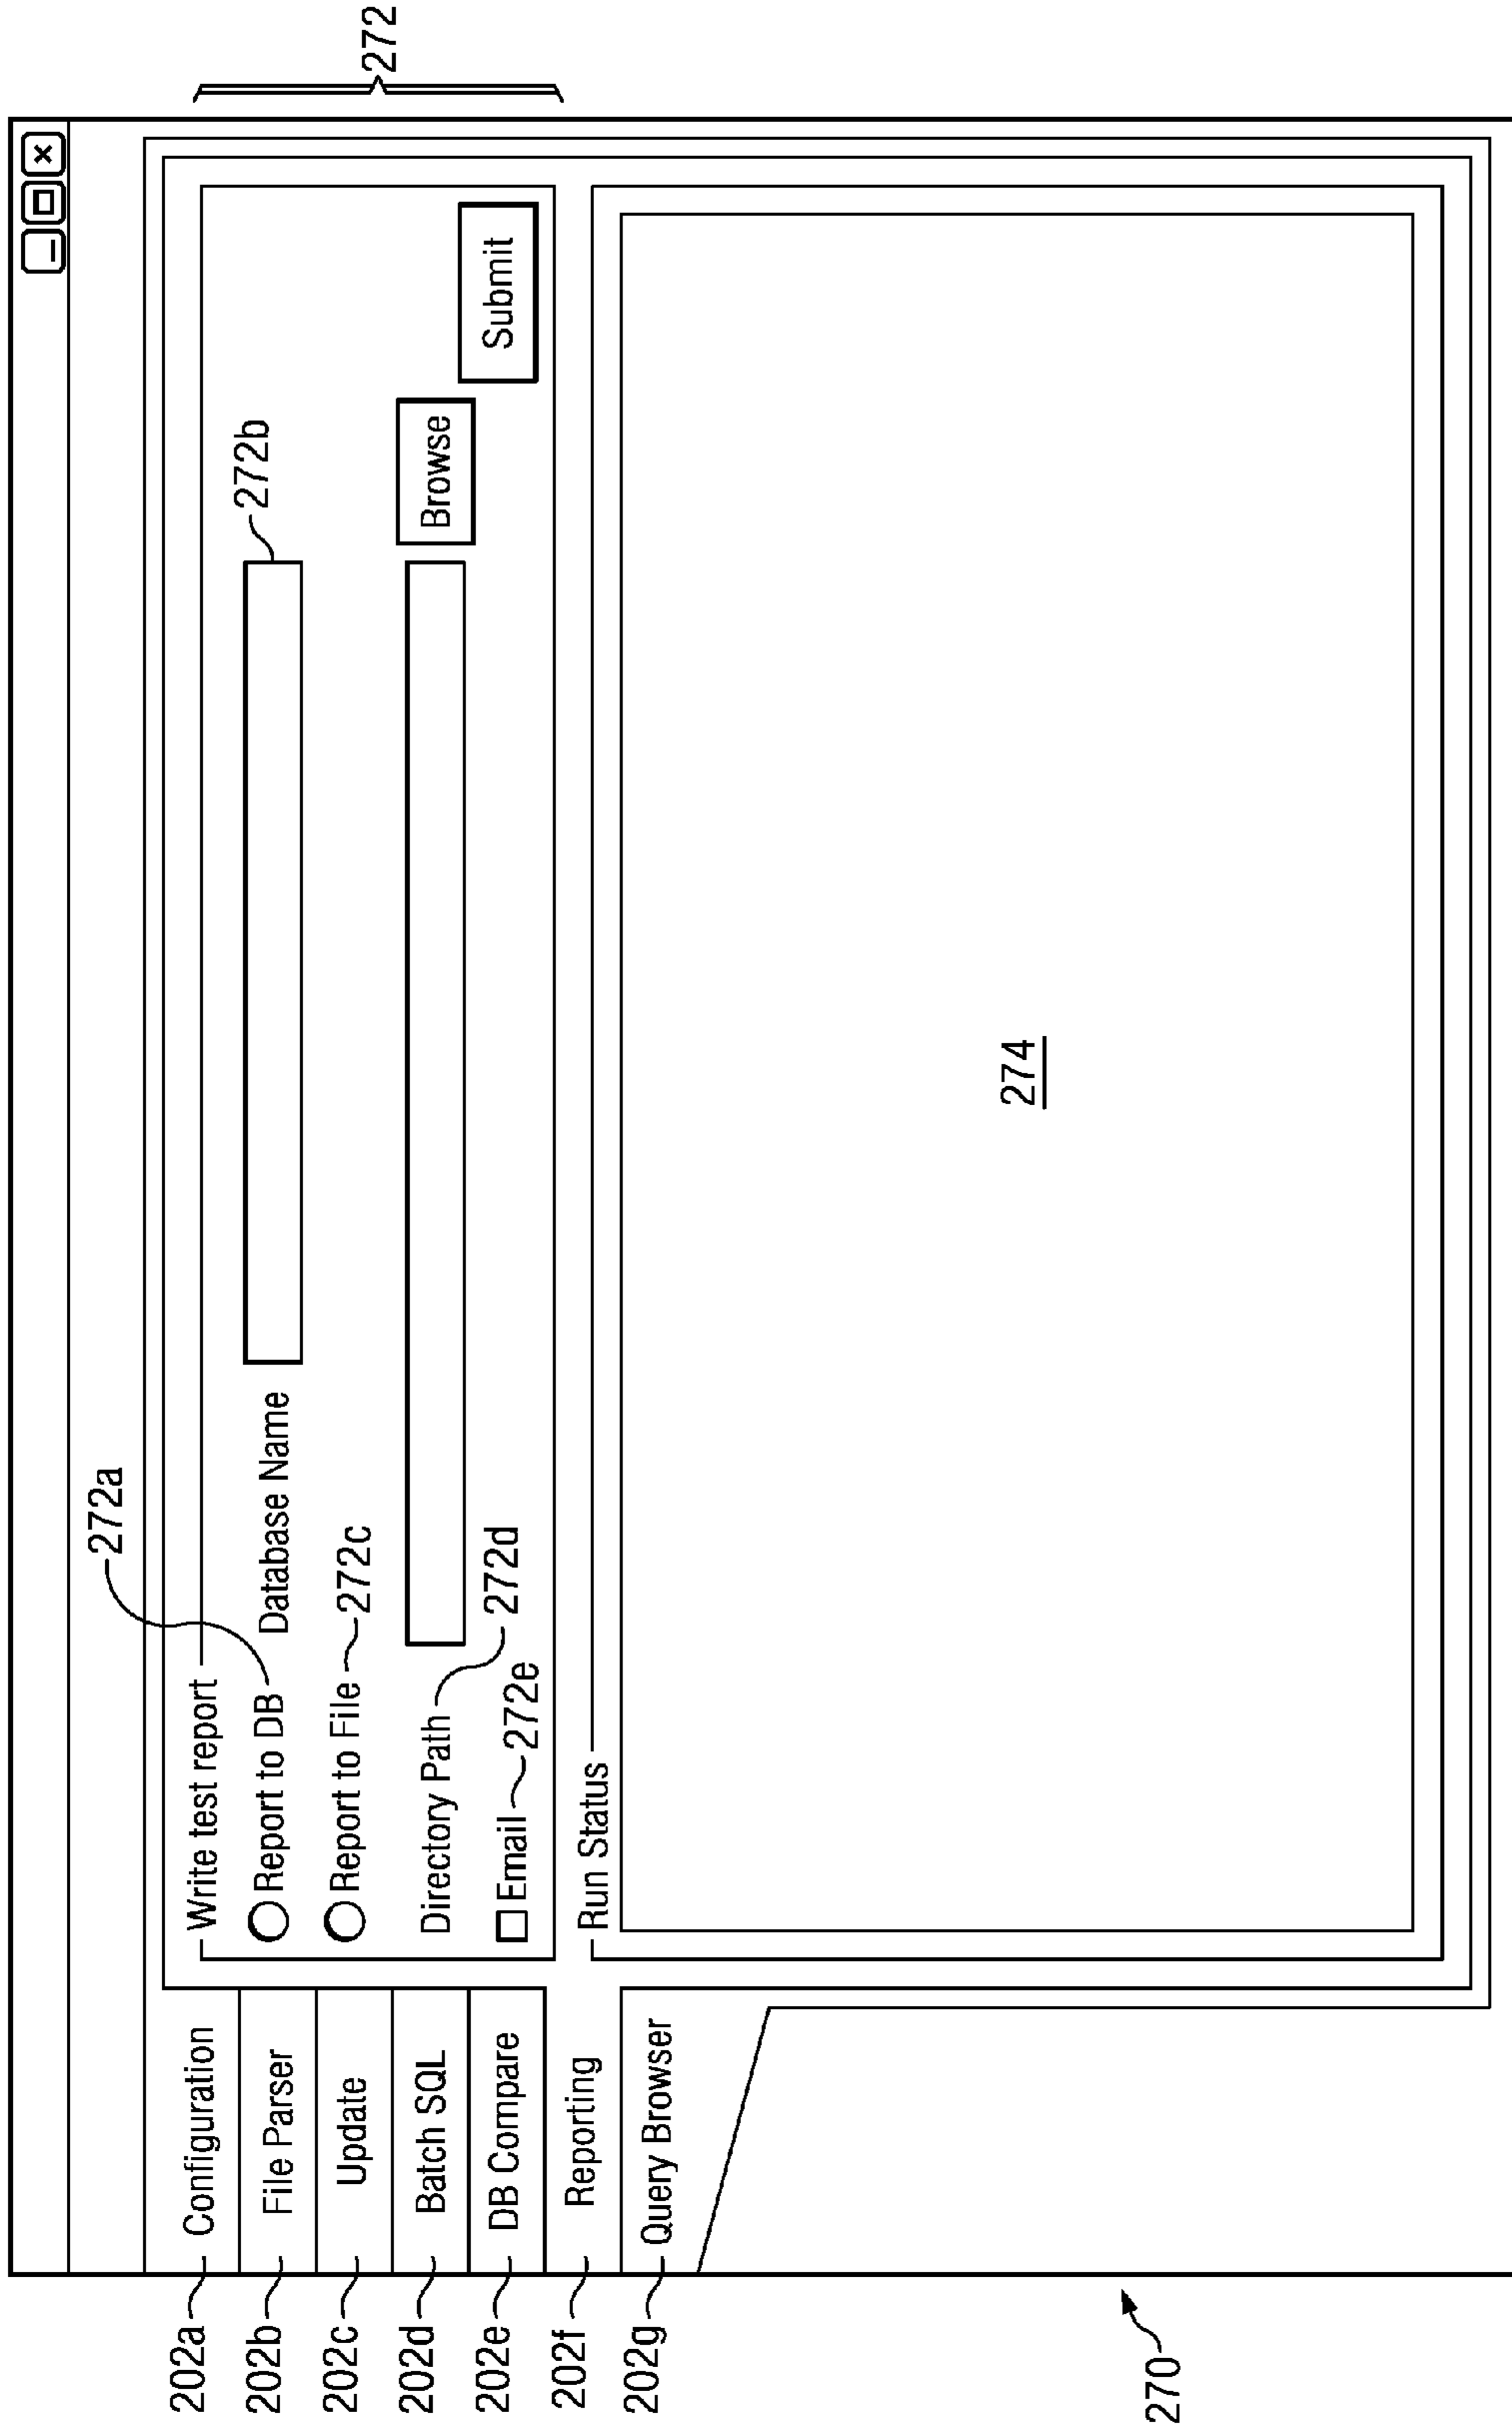 272
272a
202a Configuration
Write test report
202b File Parser
Report to DB
Database Name
272b
202c Update
Report to File 272c
202d Batch SQL
Directory Path
Browse
272d
202e DB Compare
Email 272e
Submit
202f Reporting
Run Status
202g Query Browser
274
270